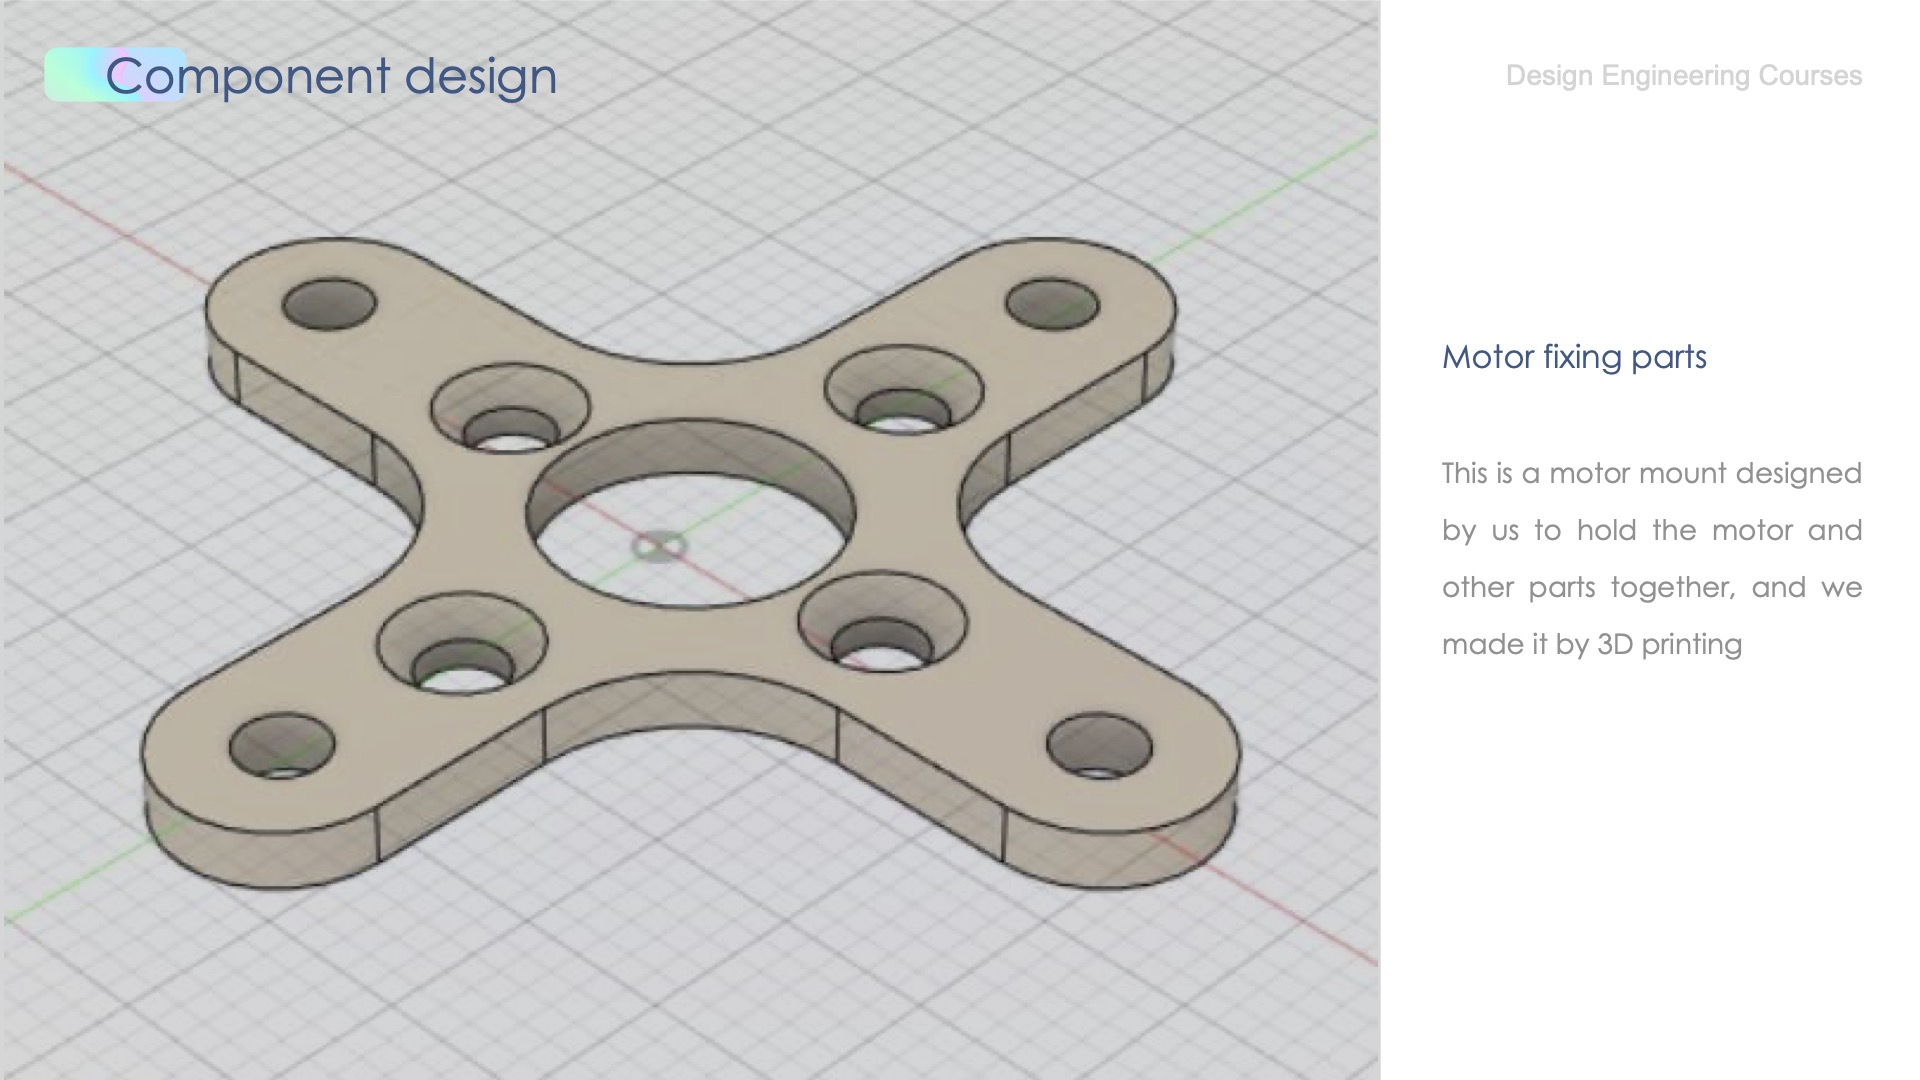 Component design
Design Engineering Courses
Motor fixing parts
This is a motor mount designed
by us to hold the motor and
other parts together, and we
made it by 3D printing